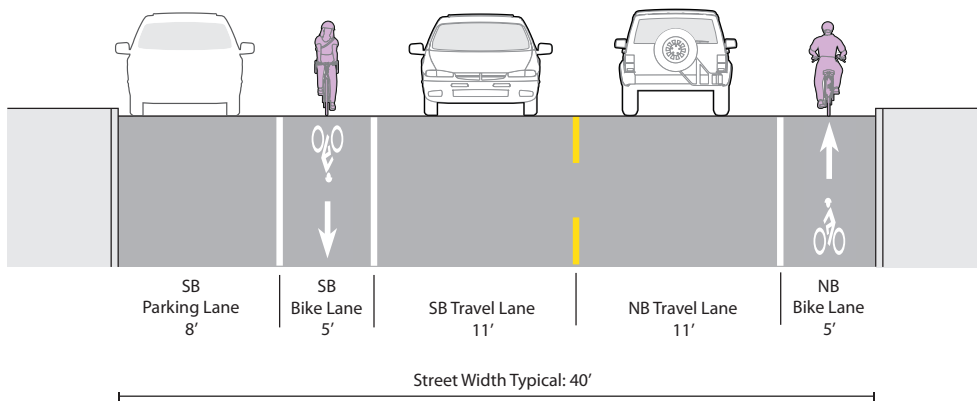 SB
Parking Lane
8′
SB
Bike Lane
5′
SB Travel Lane
11′
NB Travel Lane
11′
NB
Bike Lane
5′
Street Width Typical: 40′